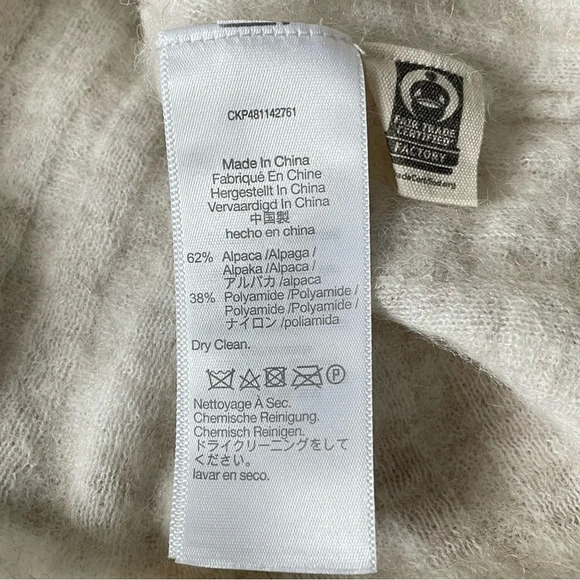 CKP481142761
Made In China
Fabriqué En Chine
Hergestellt In China
Vervaardigd In China
中国製
hecho en china
62% Alpaca /Alpaga /
Alpaka /Alpaca /
アルパカ /alpaca
38% Polyamide /Polyamide /
Polyamide /Polyamide /
ナイロン /poliamida
Dry Clean.
P
Nettoyage À Sec.
Chemische Reinigung.
Chemisch Reinigen.
ドライクリーニングをして
ください。
lavar en seco.
FAIR TRADE
CERTIFIED
FACTORY
deCertified.org